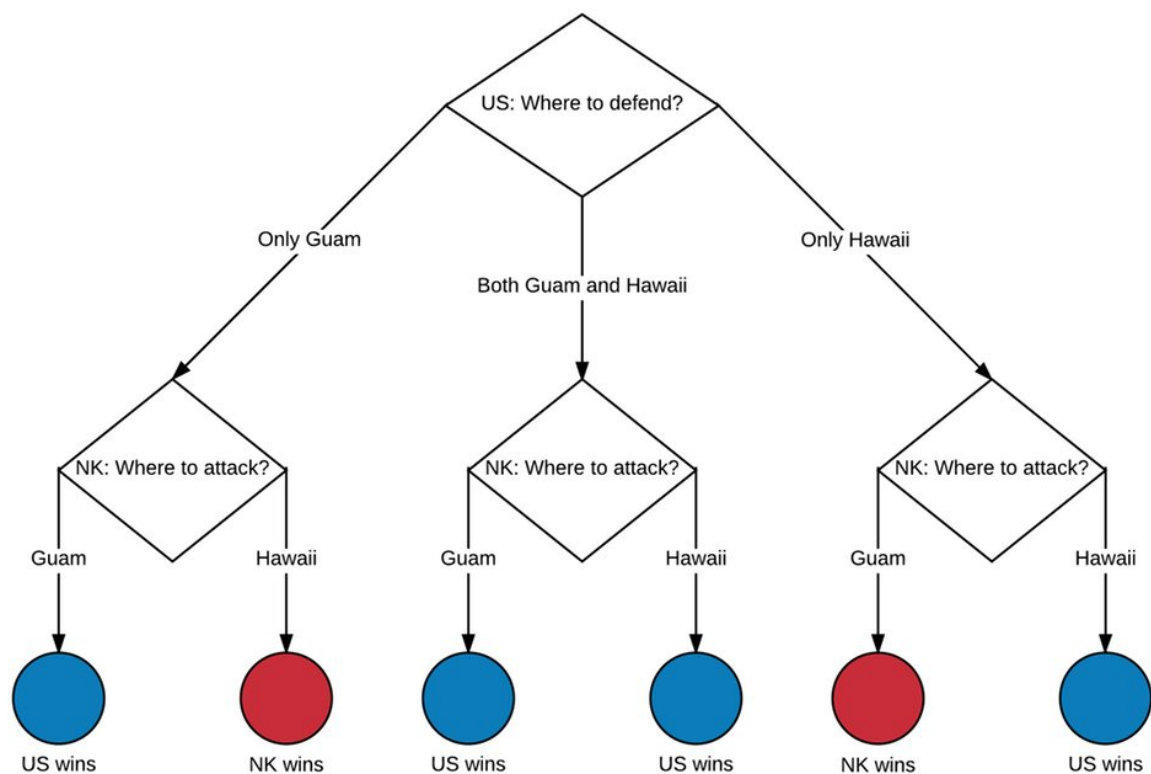 US: Where to defend?
Only Guam
Only Hawaii
Both Guam and Hawaii
NK: Where to attack?
NK: Where to attack?
NK: Where to attack?
Guam
Hawaii
Guam
Hawaii
Guam
Hawaii
US wins
NK wins
US wins
US wins
NK wins
US wins